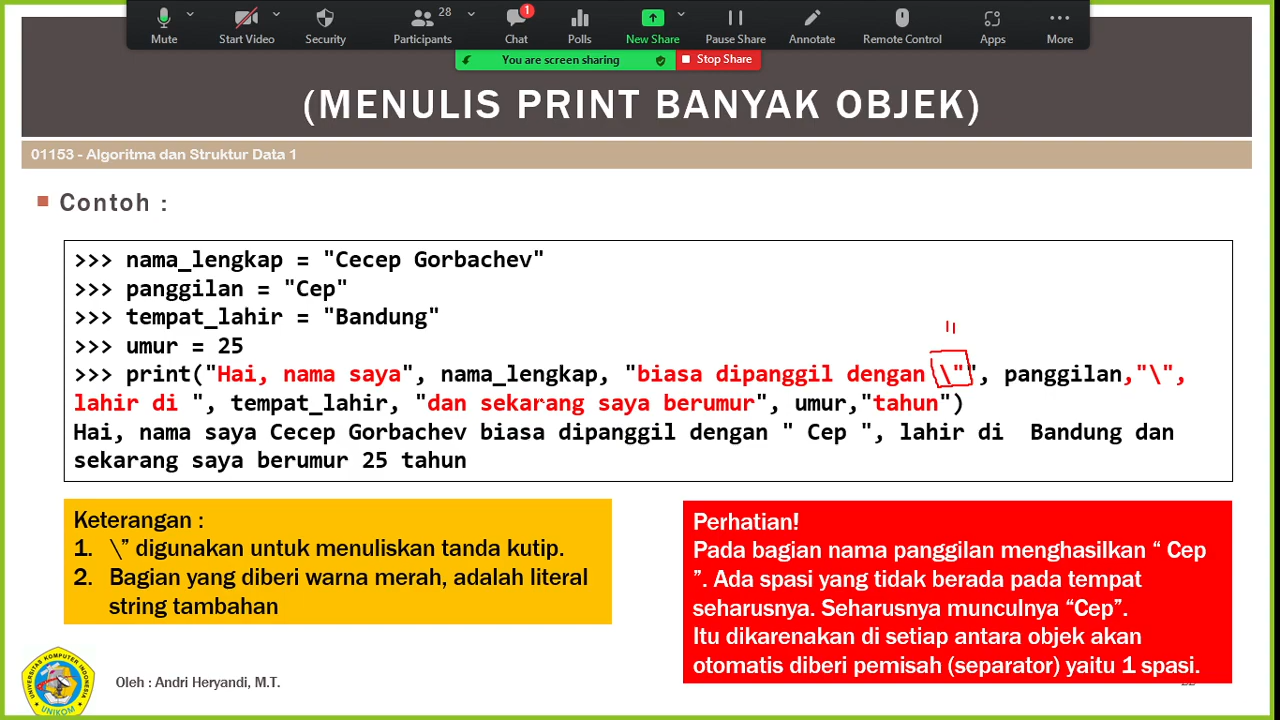 28
1
Mute
Start Video
Security
Participants
Chat
Polls
New Share
Pause Share
Annotate
Remote Control
Apps
More
You are screen sharing
Stop Share
(MENULIS PRINT BANYAK OBJEK)
01153 - Algoritma dan Struktur Data 1
Contoh :
>>> nama_lengkap = "Cecep Gorbachev"
>>> panggilan = "Cep"
>>> tempat_lahir = "Bandung"
>>> umur = 25
"
>>> print("Hai, nama saya", nama_lengkap, "biasa dipanggil dengan \"", panggilan,"\",
lahir di ", tempat_lahir, "dan sekarang saya berumur", umur,"tahun")
Hai, nama saya Cecep Gorbachev biasa dipanggil dengan " Cep ", lahir di  Bandung dan
sekarang saya berumur 25 tahun
Keterangan :
1. \” digunakan untuk menuliskan tanda kutip.
2. Bagian yang diberi warna merah, adalah literal
string tambahan
Perhatian!
Pada bagian nama panggilan menghasilkan “ Cep
”. Ada spasi yang tidak berada pada tempat
seharusnya. Seharusnya munculnya “Cep”.
Itu dikarenakan di setiap antara objek akan
otomatis diberi pemisah (separator) yaitu 1 spasi.
UNIVERSITAS KOMPUTER INDONESIA
UNIKOM
Oleh : Andri Heryandi, M.T.